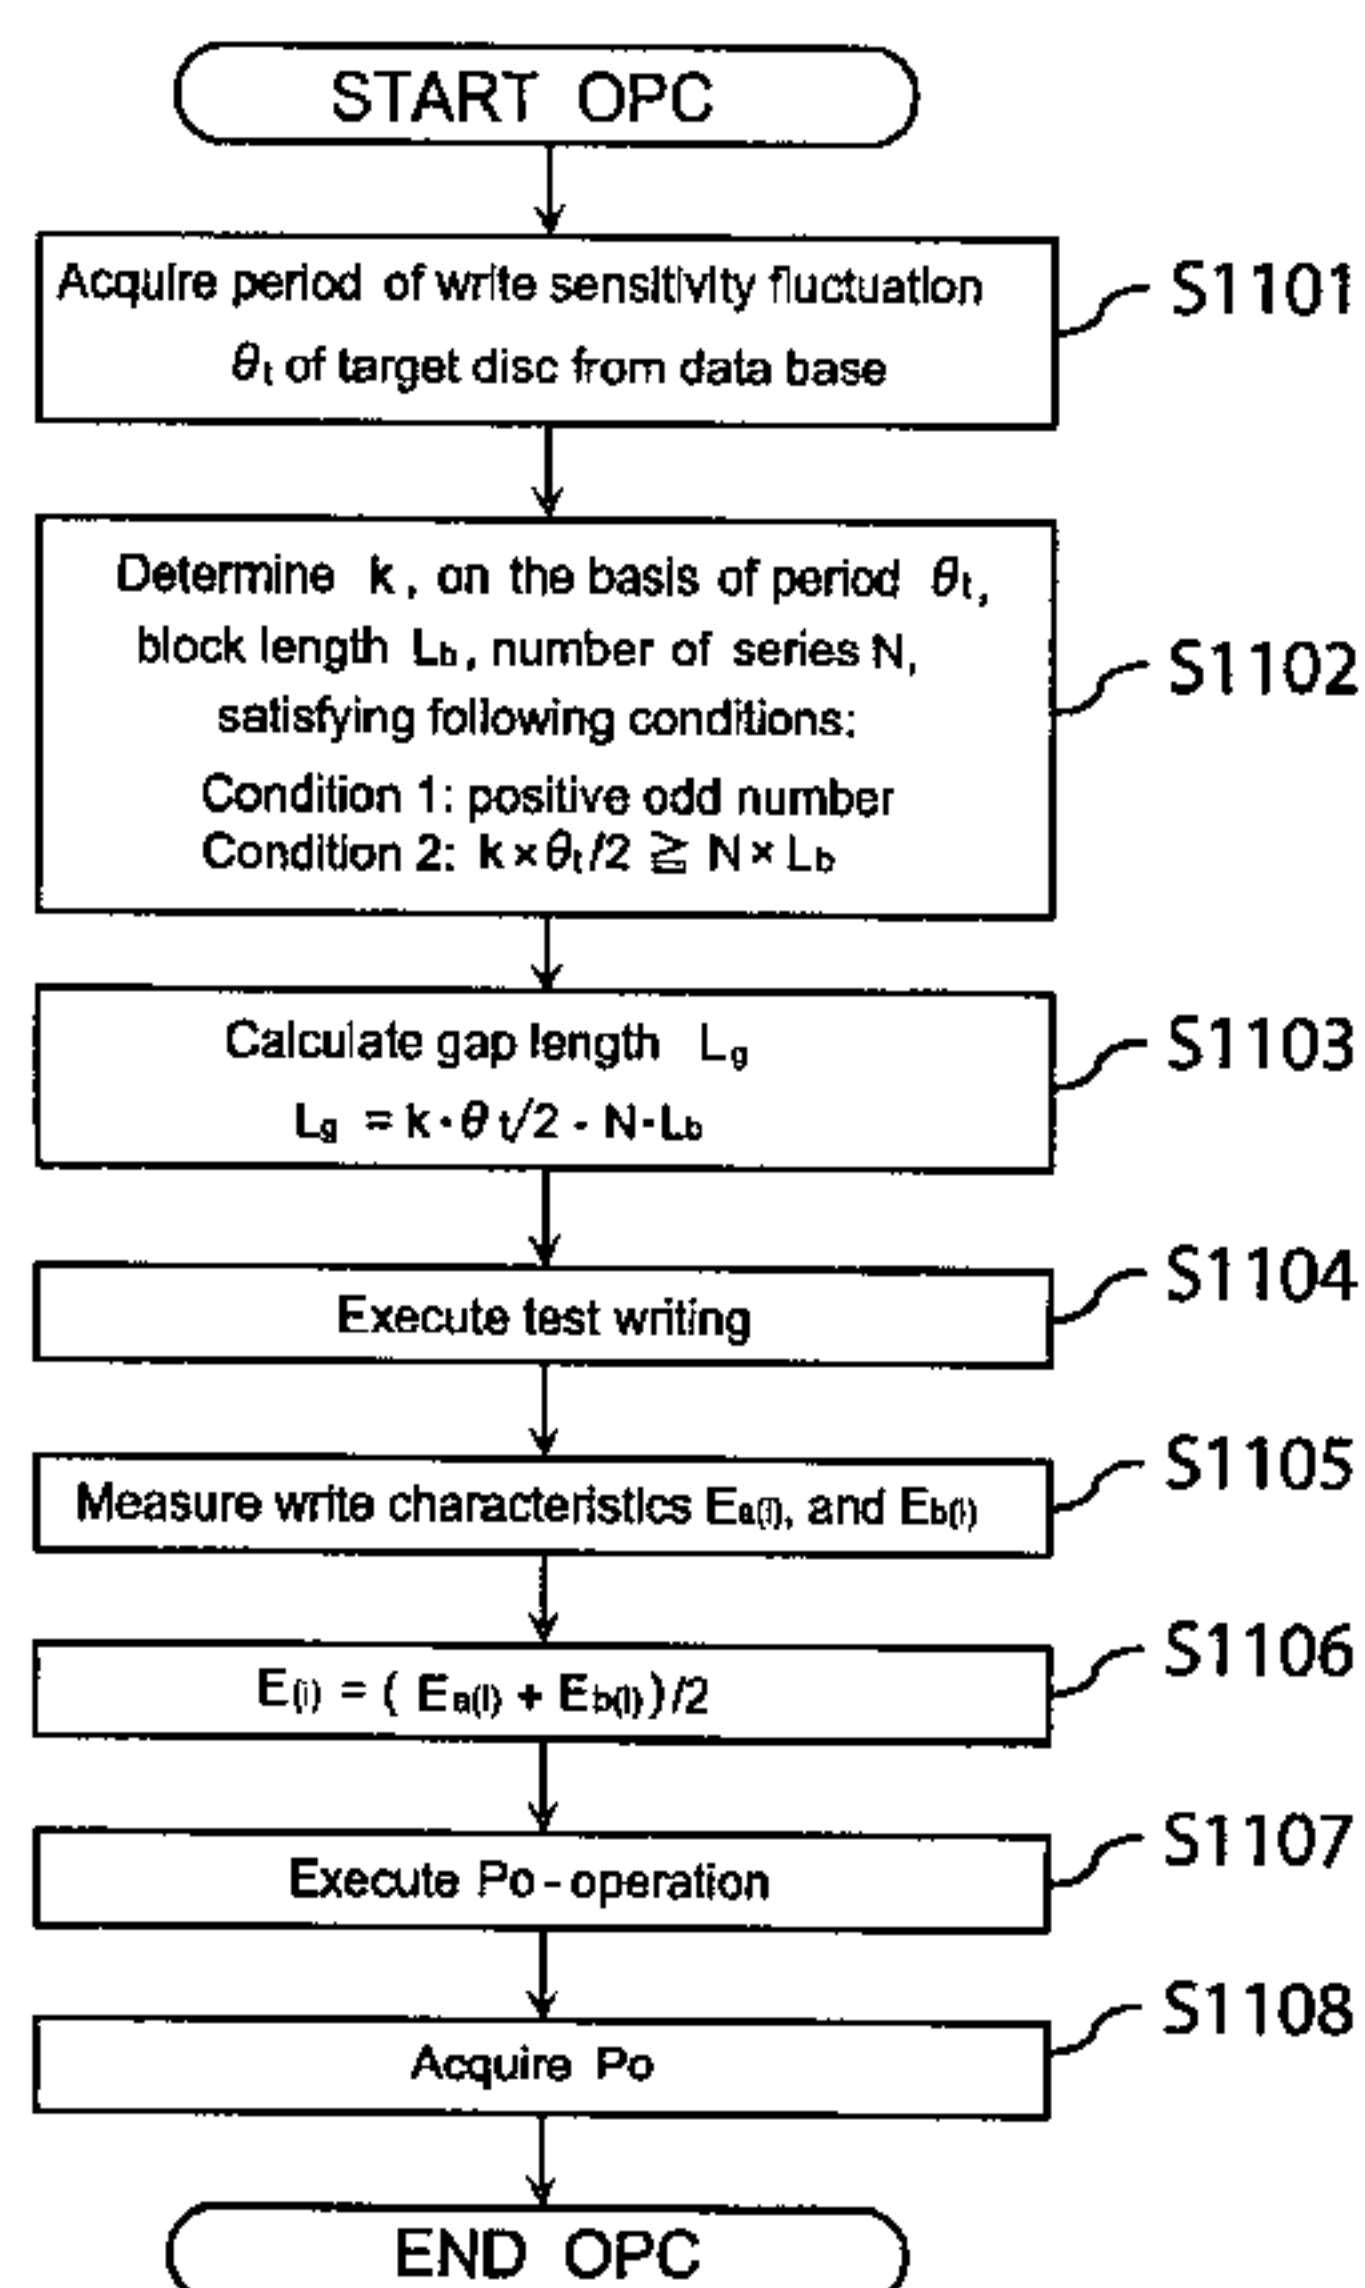 START OPC
Acquire period of write sensitivity fluctuation
θt of target disc from data base
S1101
Determine k, on the basis of period θt,
block length Lb, number of series N,
satisfying following conditions:
Condition 1: positive odd number
Condition 2: k×θt/2 ≧ N×Lb
S1102
Calculate gap length Lg
Lg = k·θt/2 - N·Lb
S1103
Execute test writing
S1104
Measure write characteristics Ea(i), and Eb(i)
S1105
E(i) = ( Ea(i) + Eb(i))/2
S1106
Execute Po-operation
S1107
Acquire Po
S1108
END OPC